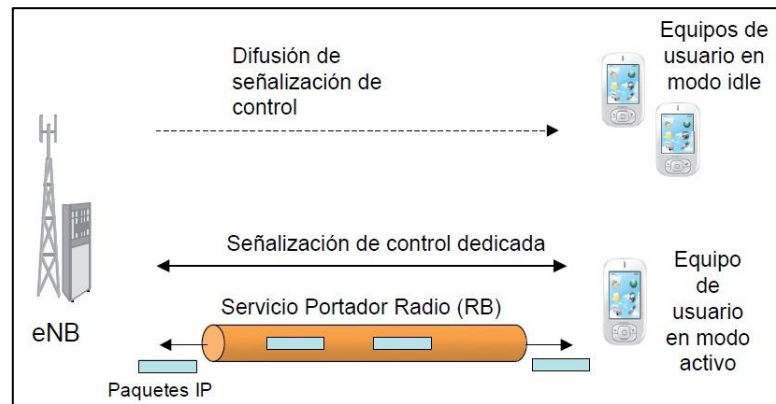 Difusión de
señalización de
control
Equipos de
usuario en
modo idle
Señalización de control dedicada
Servicio Portador Radio (RB)
Equipo
de
usuario
en modo
activo
eNB
Paquetes IP